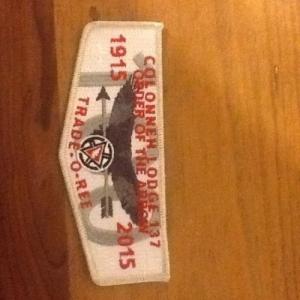 COLONNEH LODGE 137
ORDER OF THE ARROW
1915 2015
TRADE-O-REE